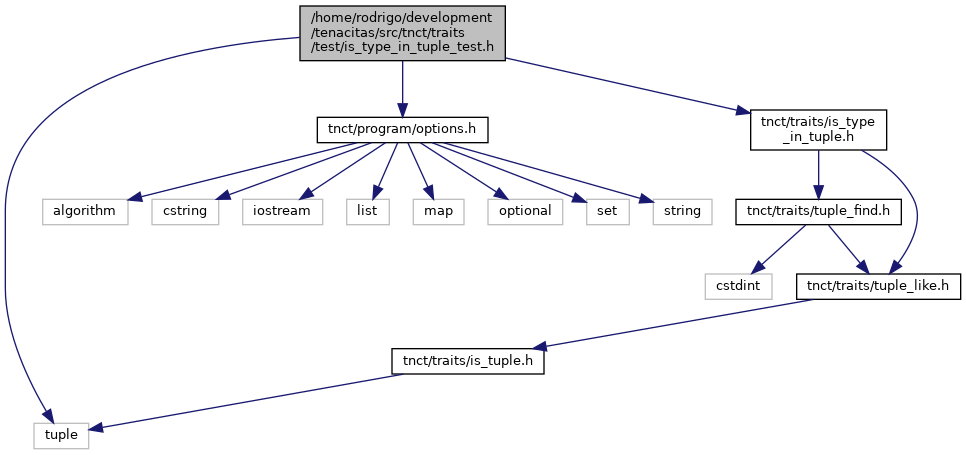 /home/rodrigo/development
/tenacitas/src/tnct/traits
/test/is_type_in_tuple_test.h
tnct/program/options.h
tnct/traits/is_type
_in_tuple.h
algorithm
cstring
iostream
list
map
optional
set
string
tnct/traits/tuple_find.h
cstdint
tnct/traits/tuple_like.h
tnct/traits/is_tuple.h
tuple